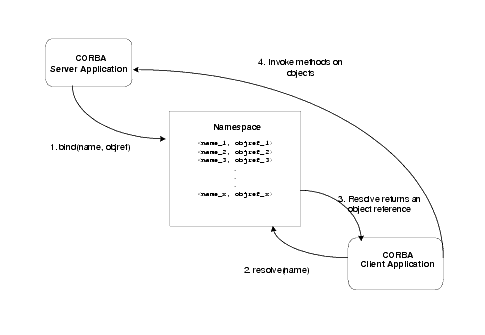 CORBA
Server Application
4. Invoke methods on
objects
Namespace
1. bind(name, objref)
(name_1, objref_1)
(name_2, objref_2)
(name_3, objref_3)
.
.
.
(name_x, objref_x)
3. Resolve returns an
object reference
2. resolve(name)
CORBA
Client Application